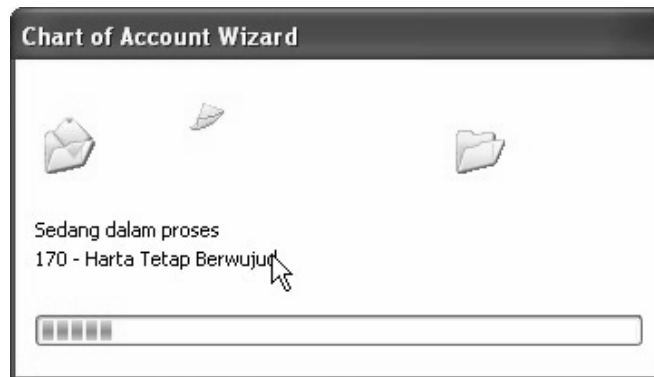 Chart of Account Wizard
Sedang dalam proses
170 - Harta Tetap Berwujud